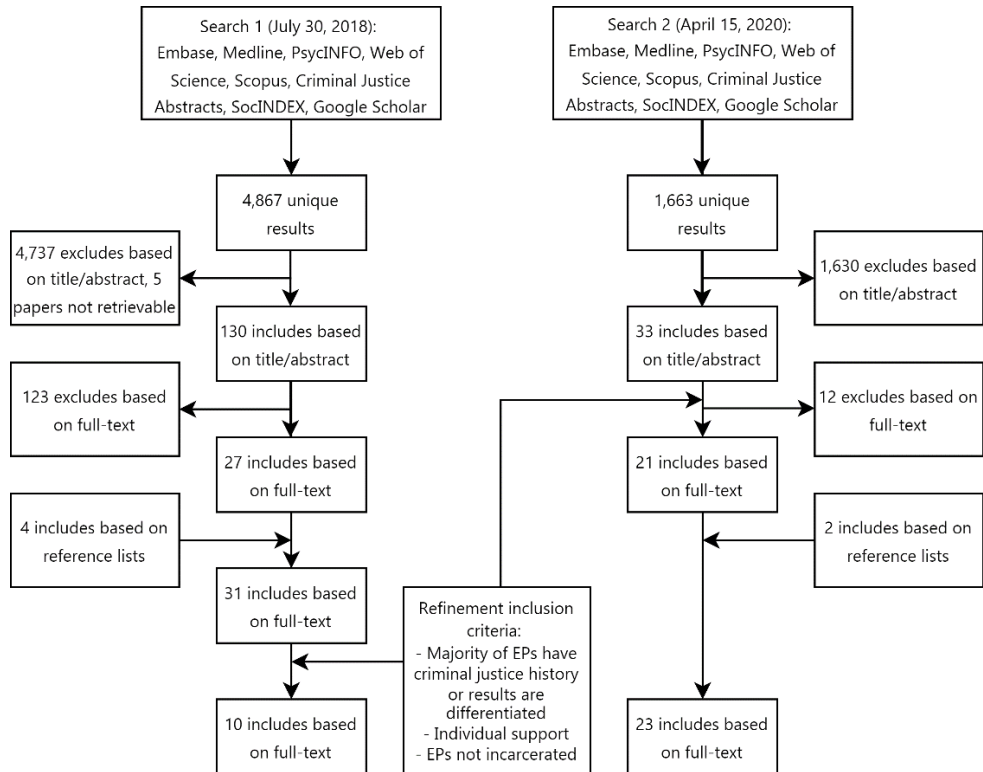 Search 1 (July 30, 2018):
Embase, Medline, PsycINFO, Web of
Science, Scopus, Criminal Justice
Abstracts, SocINDEX, Google Scholar
4,867 unique
results
4,737 excludes based
on title/abstract, 5
papers not retrievable
130 includes based
on title/abstract
123 excludes based
on full-text
27 includes based
on full-text
4 includes based on
reference lists
31 includes based
on full-text
10 includes based
on full-text
Refinement inclusion
criteria:
- Majority of EPs have
criminal justice history
or results are
differentiated
- Individual support
- EPs not incarcerated
Search 2 (April 15, 2020):
Embase, Medline, PsycINFO, Web of
Science, Scopus, Criminal Justice
Abstracts, SocINDEX, Google Scholar
1,663 unique
results
1,630 excludes based
on title/abstract
33 includes based
on title/abstract
12 excludes based on
full-text
21 includes based
on full-text
2 includes based on
reference lists
23 includes based
on full-text